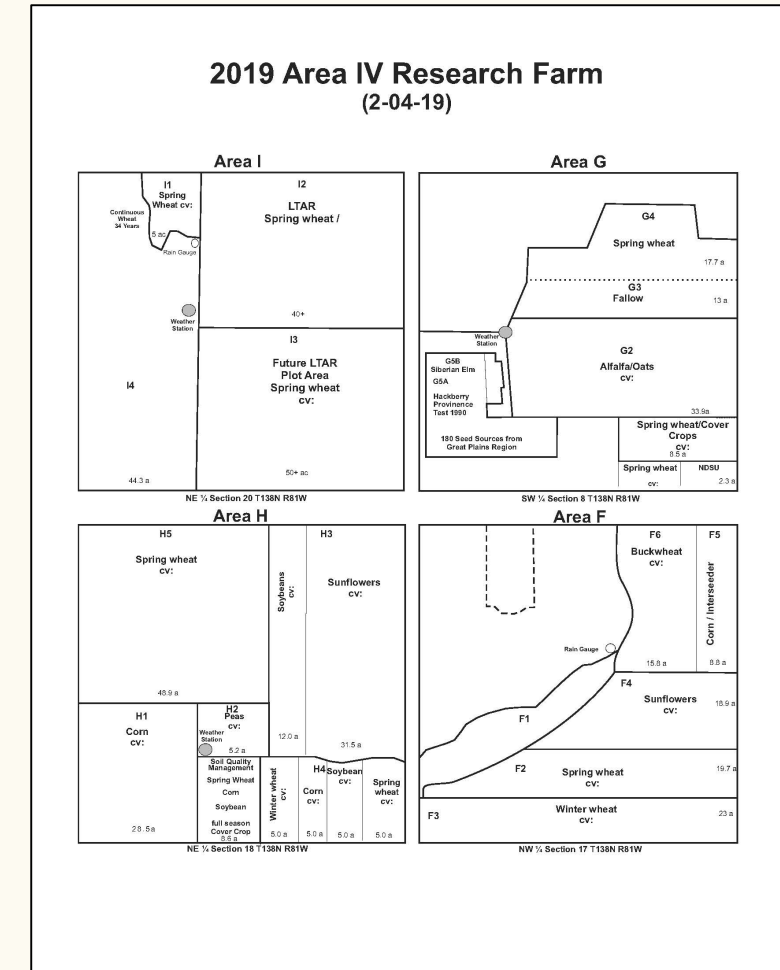 2019 Area IV Research Farm
(2-04-19)
Area I
I1
Spring
Wheat cv:
Continuous
Wheat
34 Years
5 ac
Rain Gauge
I2
LTAR
Spring wheat /
40+
Weather
Station
I3
Future LTAR
Plot Area
Spring wheat
cv:
50+ ac
I4
44.3 a
NE ¼ Section 20 T138N R81W
Area G
G4
Spring wheat
17.7 a
G3
Fallow
13 a
Weather
Station
G2
Alfalfa/Oats
cv:
33.9a
G5B
Siberian Elm
G5A
Hackberry
Provinence
Test 1990
180 Seed Sources from
Great Plains Region
Spring wheat/Cover
Crops
cv:
8.5 a
Spring wheat
cv:
NDSU
2.3 a
SW ¼ Section 8 T138N R81W
Area H
H5
Spring wheat
cv:
48.9 a
Soybeans
cv:
12.0 a
H3
Sunflowers
cv:
31.5 a
H1
Corn
cv:
28.5a
H2
Peas
cv:
Weather
Station
5.2 a
Soil Quality
Management
Spring Wheat
Corn
Soybean
full season
Cover Crop
8.6 a
Winter wheat
cv:
5.0 a
H4
Corn
cv:
5.0 a
Soybean
cv:
5.0 a
Spring
wheat
cv:
5.0 a
NE ¼ Section 18 T138N R81W
Area F
F6
Buckwheat
cv:
15.8 a
F5
Corn / Interseeder
8.8 a
Rain Gauge
F4
Sunflowers
cv:
18.9 a
F1
F2
Spring wheat
cv:
19.7 a
F3
Winter wheat
cv:
23 a
NW ¼ Section 17 T138N R81W